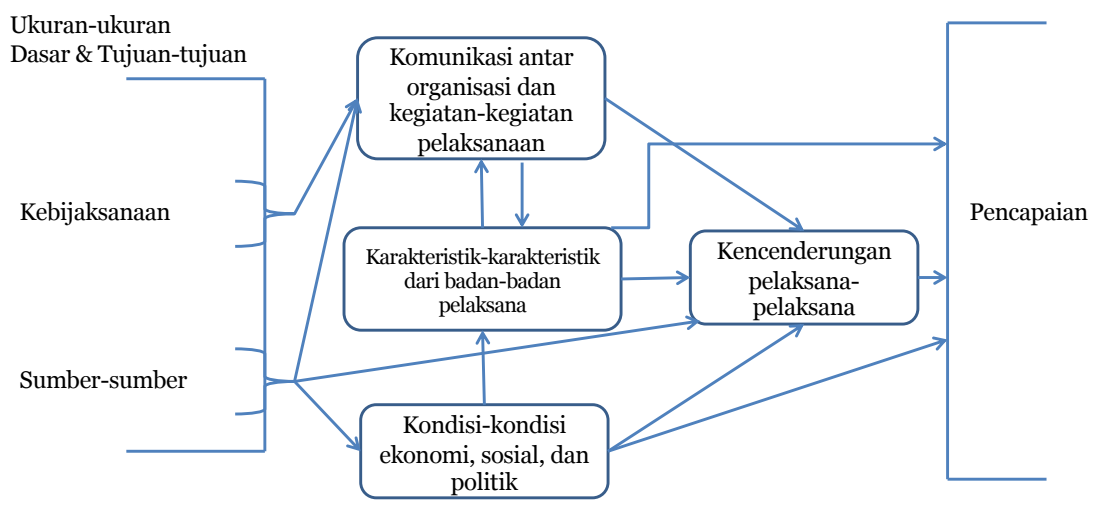 Ukuran-ukuran
Dasar & Tujuan-tujuan
Komunikasi antar
organisasi dan
kegiatan-kegiatan
pelaksanaan
Kebijaksanaan
Pencapaian
Karakteristik-karakteristik
dari badan-badan
pelaksana
Kencenderungan
pelaksana-
pelaksana
Sumber-sumber
Kondisi-kondisi
ekonomi, sosial, dan
politik